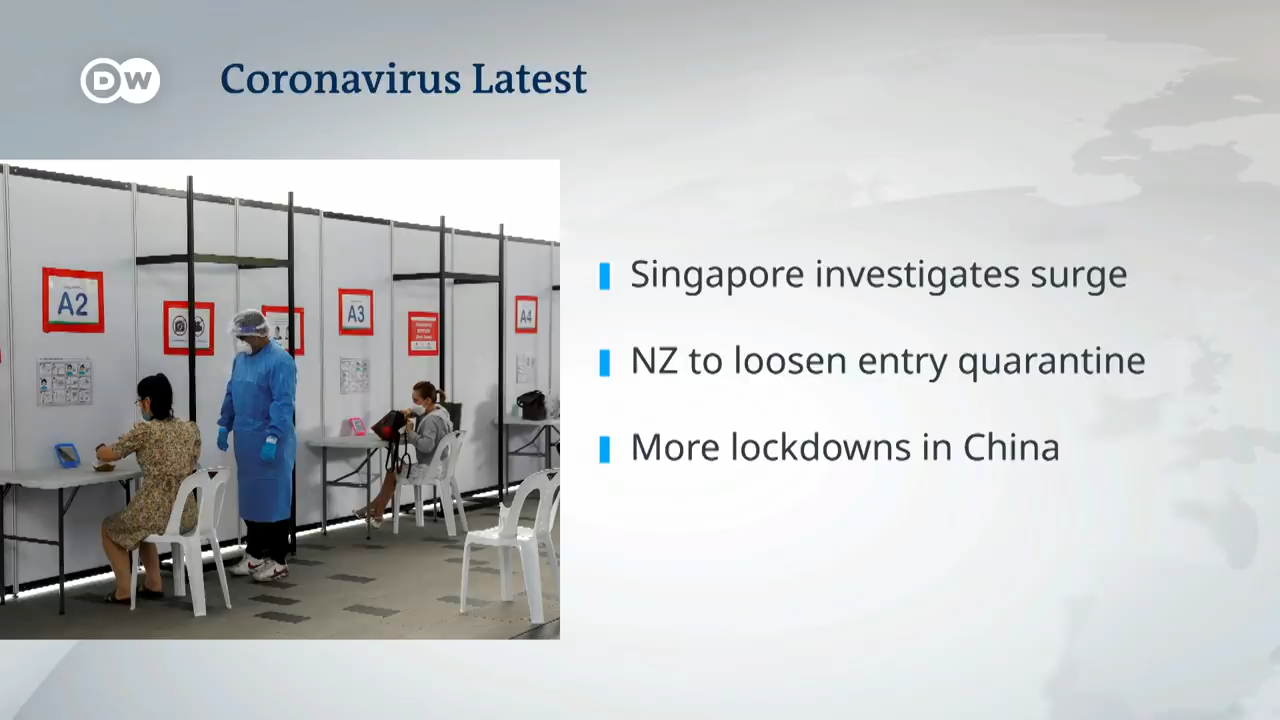 DW
Coronavirus Latest
Singapore investigates surge
NZ to loosen entry quarantine
More lockdowns in China
A2
A3
A4